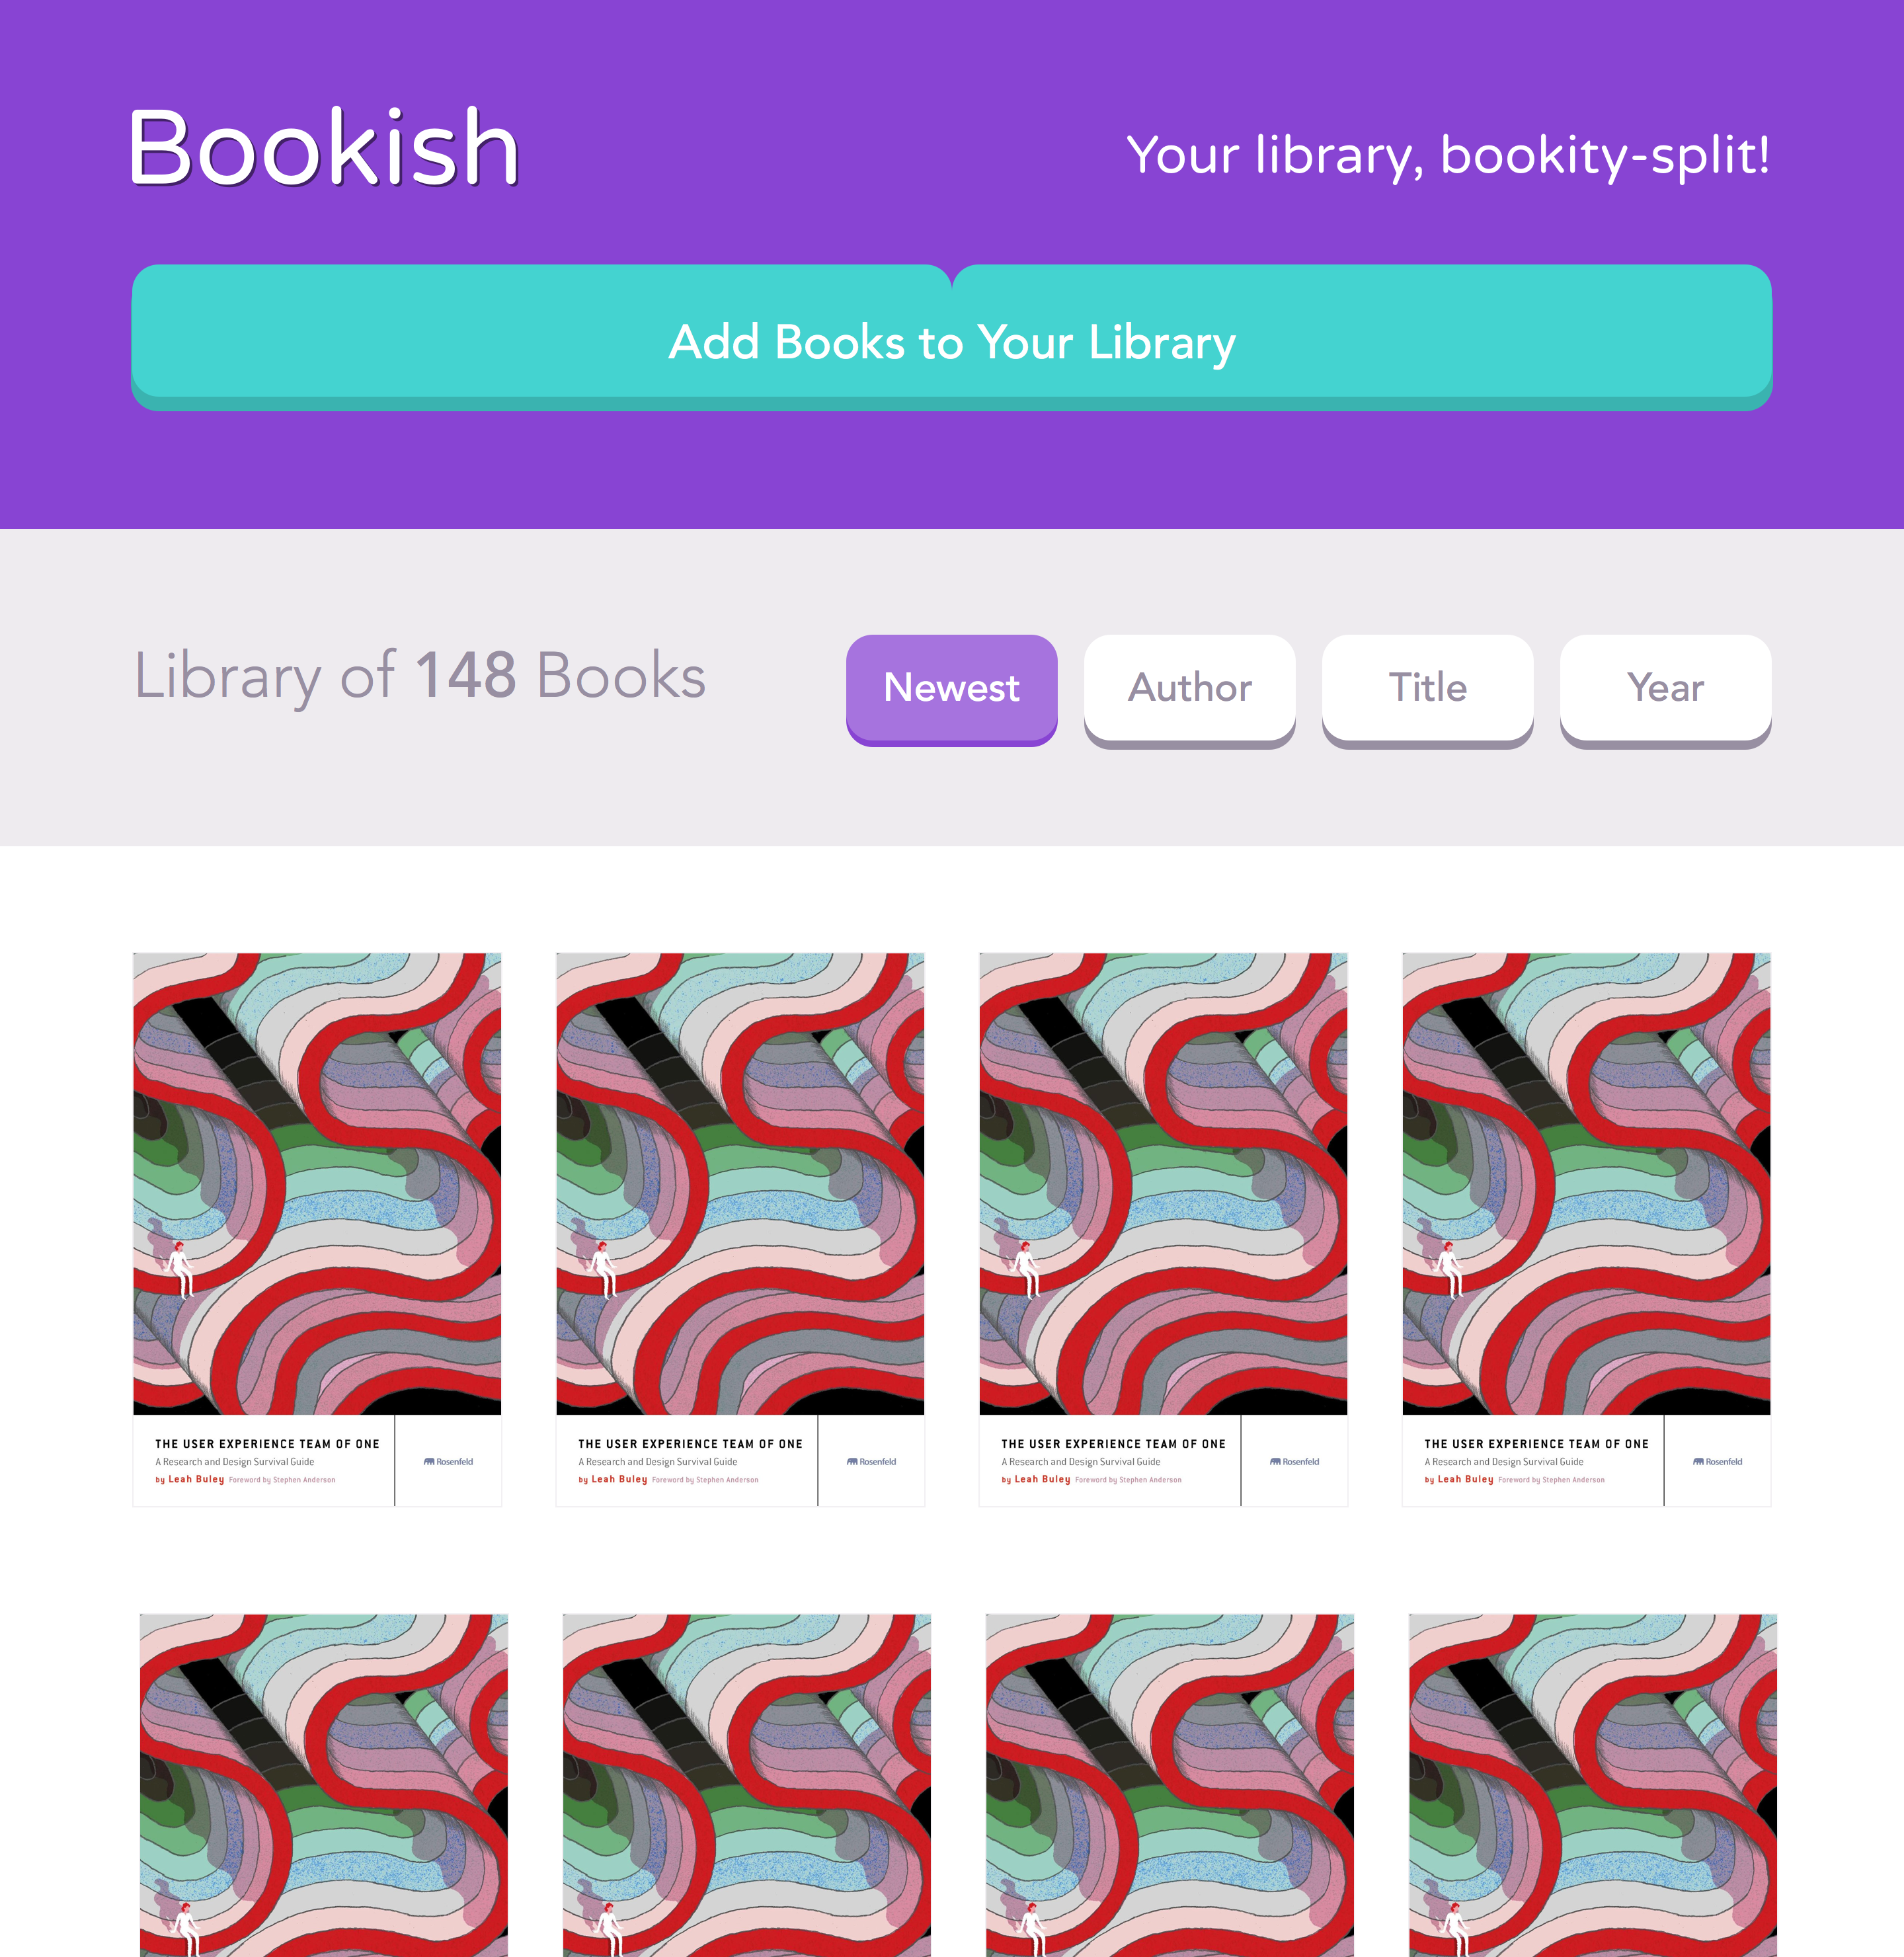 Bookish
Your library, bookity-split!
Add Books to Your Library
Library of 148 Books
Newest
Author
Title
Year
THE USER EXPERIENCE TEAM OF ONE
A Research and Design Survival Guide
by Leah Buley Foreword by Stephen Anderson
Rosenfeld
THE USER EXPERIENCE TEAM OF ONE
A Research and Design Survival Guide
by Leah Buley Foreword by Stephen Anderson
Rosenfeld
THE USER EXPERIENCE TEAM OF ONE
A Research and Design Survival Guide
by Leah Buley Foreword by Stephen Anderson
Rosenfeld
THE USER EXPERIENCE TEAM OF ONE
A Research and Design Survival Guide
by Leah Buley Foreword by Stephen Anderson
Rosenfeld